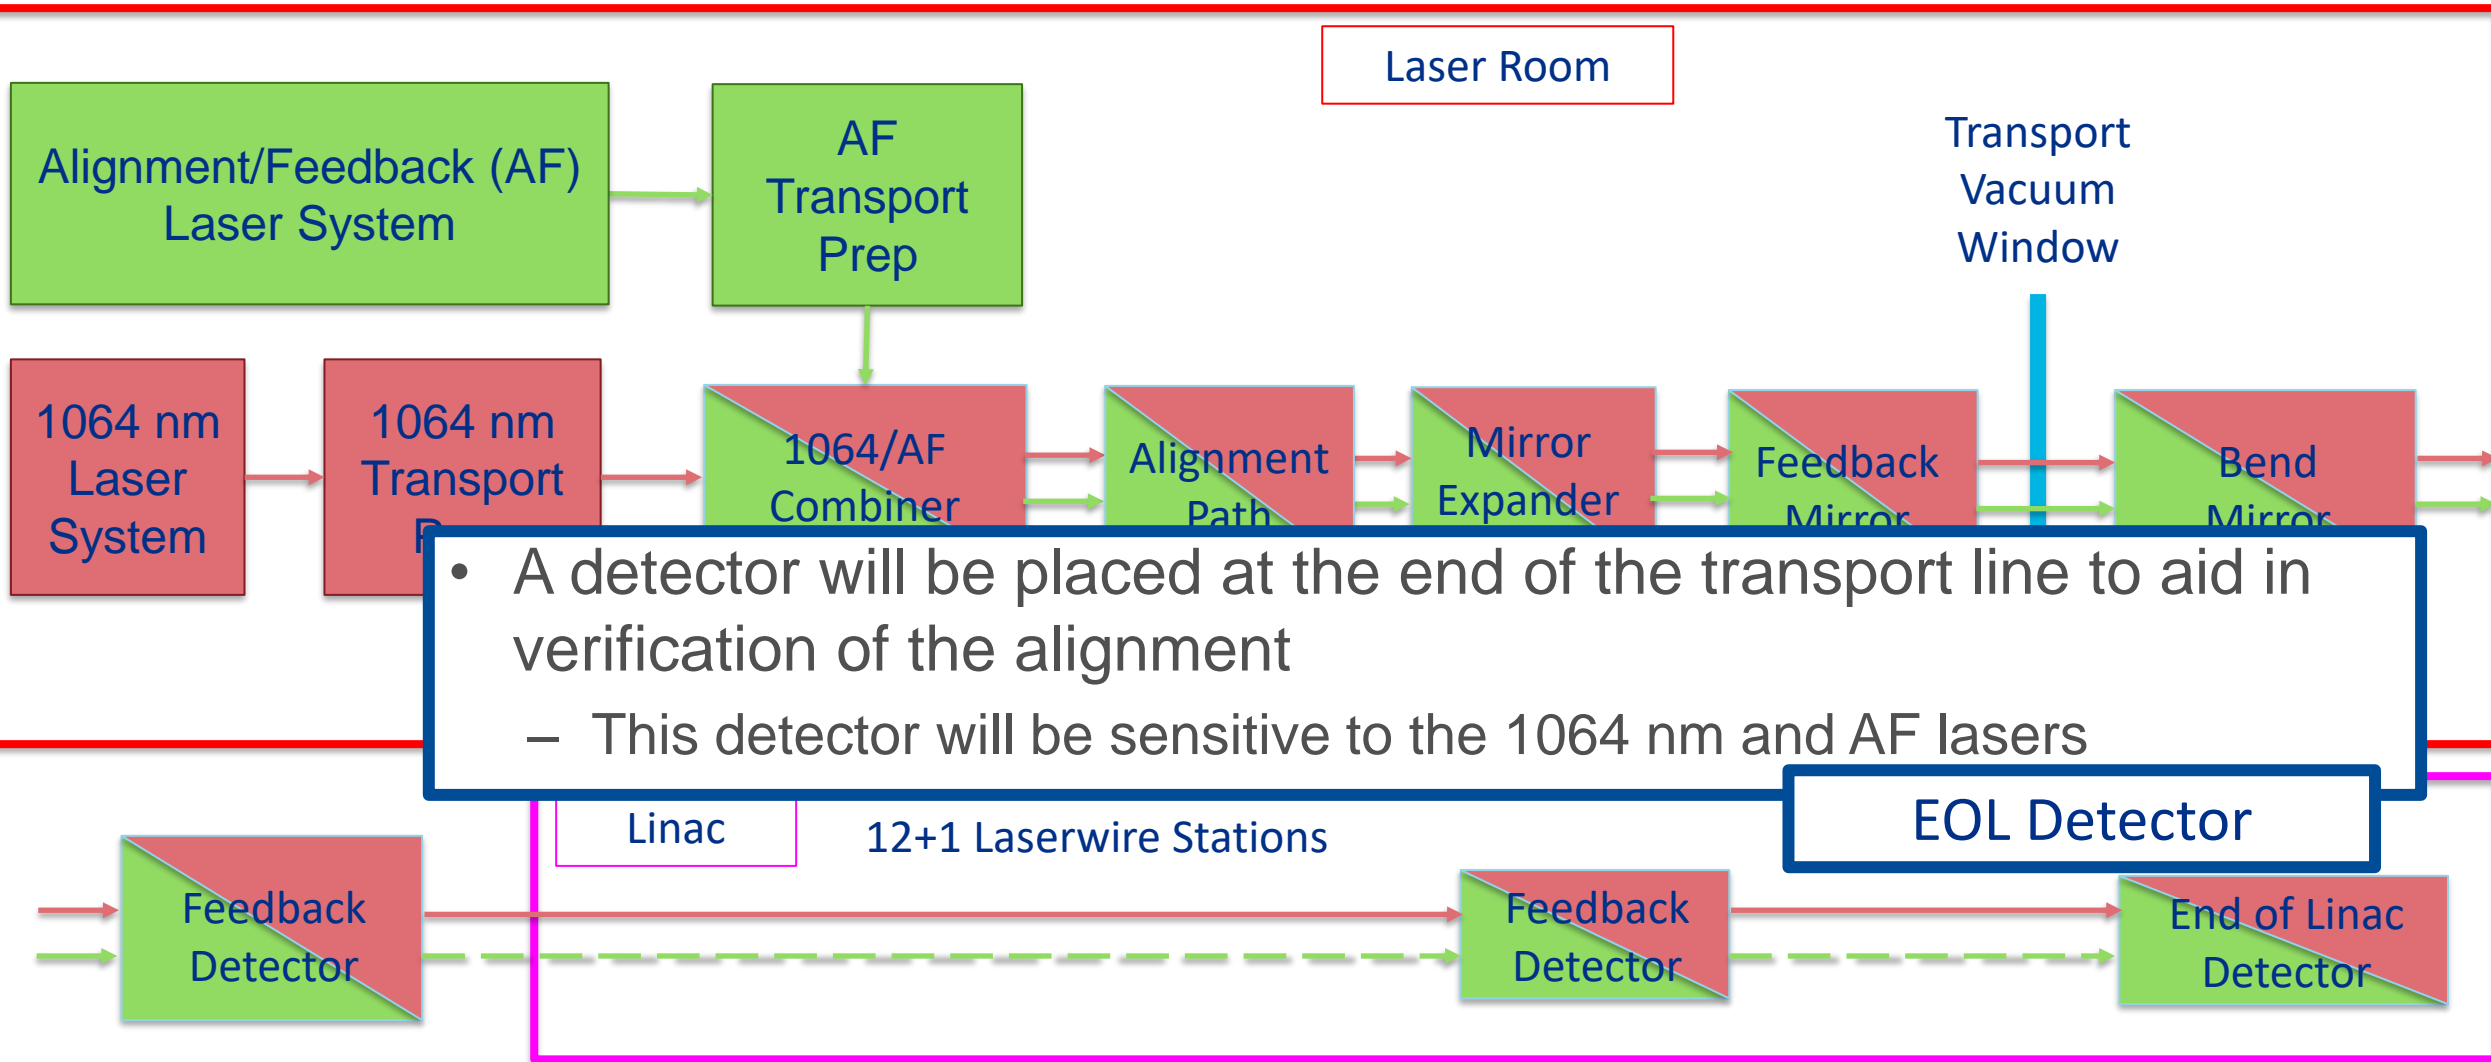 Laser Room
Alignment/Feedback (AF)
Laser System
AF
Transport
Prep
Transport
Vacuum
Window
1064 nm
Laser
System
1064 nm
Transport
1064/AF
Combiner
Alignment
Path
Mirror
Expander
Feedback
Mirror
Bend
Mirror
• A detector will be placed at the end of the transport line to aid in
verification of the alignment
– This detector will be sensitive to the 1064 nm and AF lasers
EOL Detector
Linac
12+1 Laserwire Stations
Feedback
Detector
Feedback
Detector
End of Linac
Detector